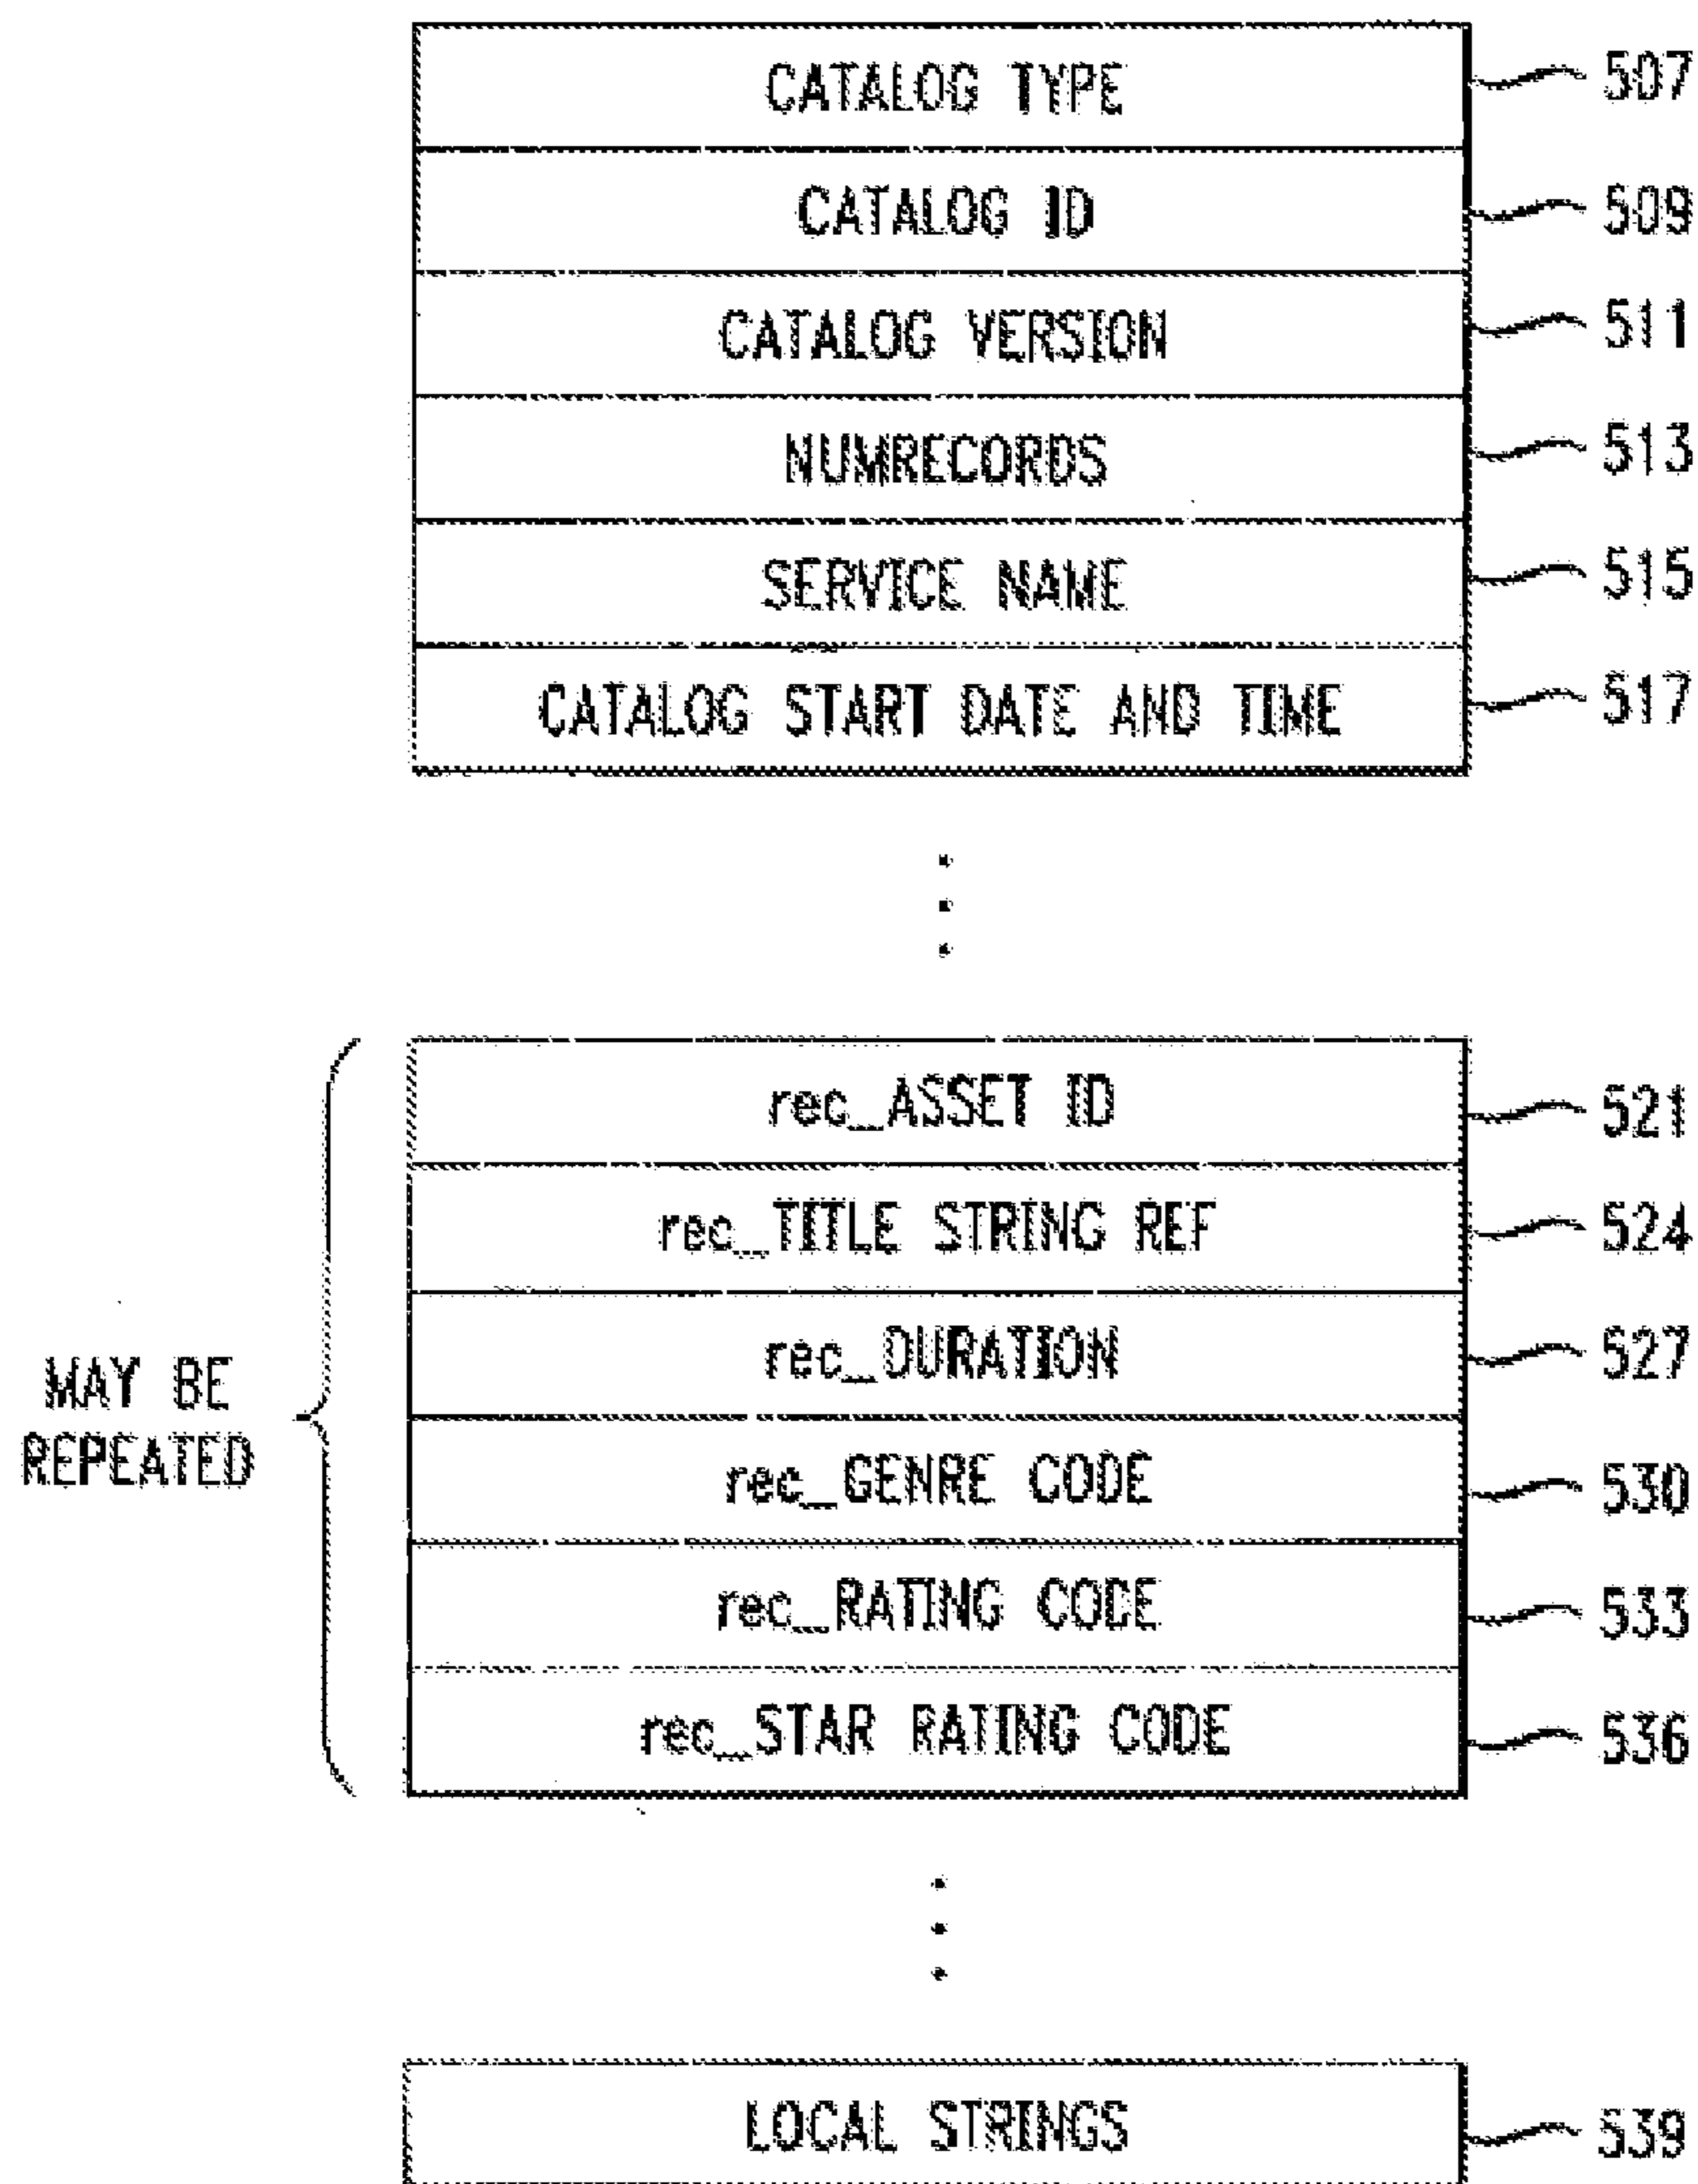 CATALOG TYPE 507
CATALOG ID 509
CATALOG VERSION 511
NUMRECORDS 513
SERVICE NAME 515
CATALOG START DATE AND TIME 517
rec_ASSET ID 521
rec_TITLE STRING REF 524
rec_DURATION 527
MAY BE
REPEATED
rec_GENRE CODE 530
rec_RATING CODE 533
rec_STAR RATING CODE 536
LOCAL STRINGS 539